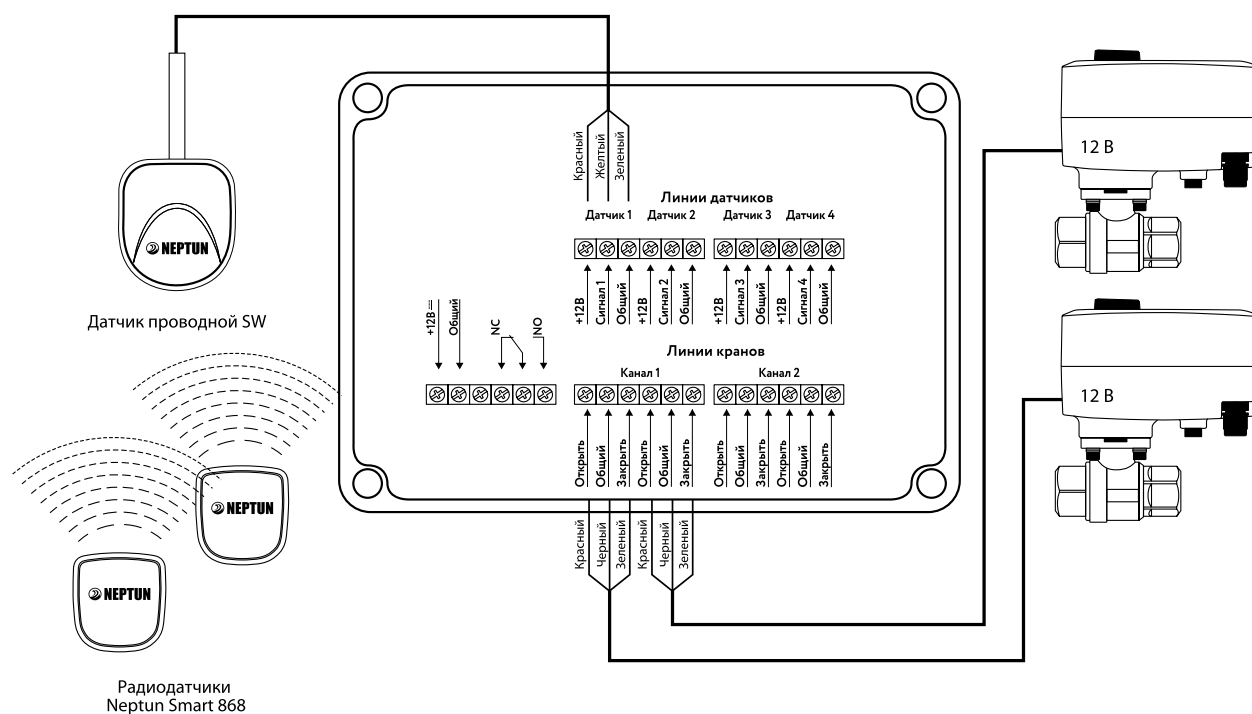 Красный
Желтый
Зеленый
Линии датчиков
Датчик 1
Датчик 2
Датчик 3
Датчик 4
+12В
Сигнал 1
Общий
+12В
Сигнал 2
Общий
+12В
Сигнал 3
Общий
+12В
Сигнал 4
Общий
NEPTUN
Датчик проводной SW
+12В
Общий
NC
NO
Линии кранов
Канал 1
Канал 2
Открыть
Общий
Закрыть
Открыть
Общий
Закрыть
Открыть
Общий
Закрыть
Открыть
Общий
Закрыть
Красный
Черный
Зеленый
Красный
Черный
Зеленый
12 В
12 В
NEPTUN
NEPTUN
Радиодатчики
Neptun Smart 868